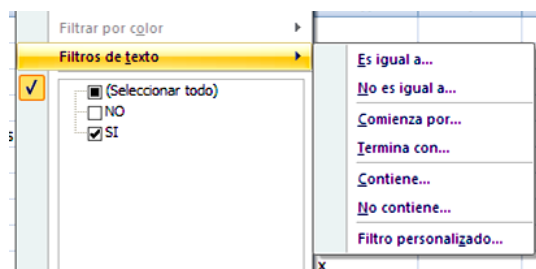 Filtrar por color
Filtros de texto
(Seleccionar todo)
NO
SI
Es igual a...
No es igual a...
Comienza por...
Termina con...
Contiene...
No contiene...
Filtro personalizado...
s
x